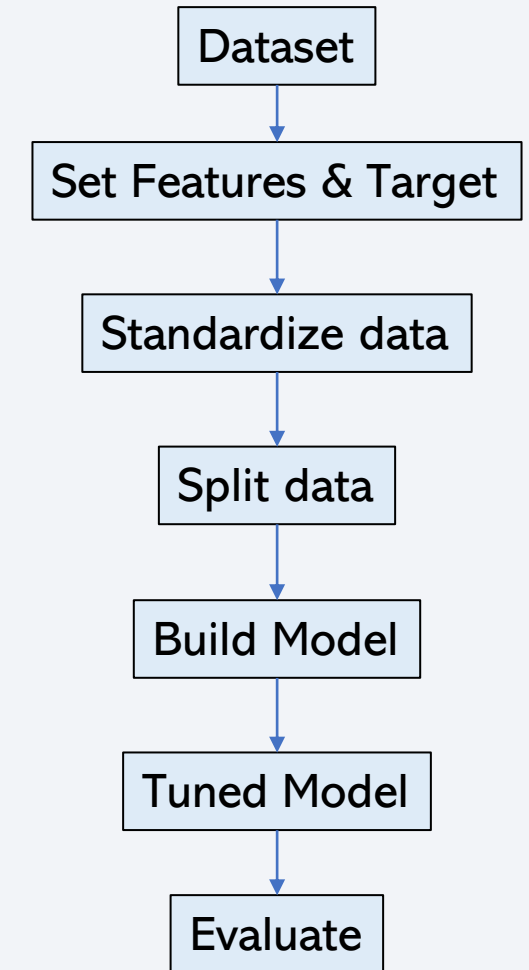 Dataset
Set Features & Target
Standardize data
Split data
Build Model
Tuned Model
Evaluate